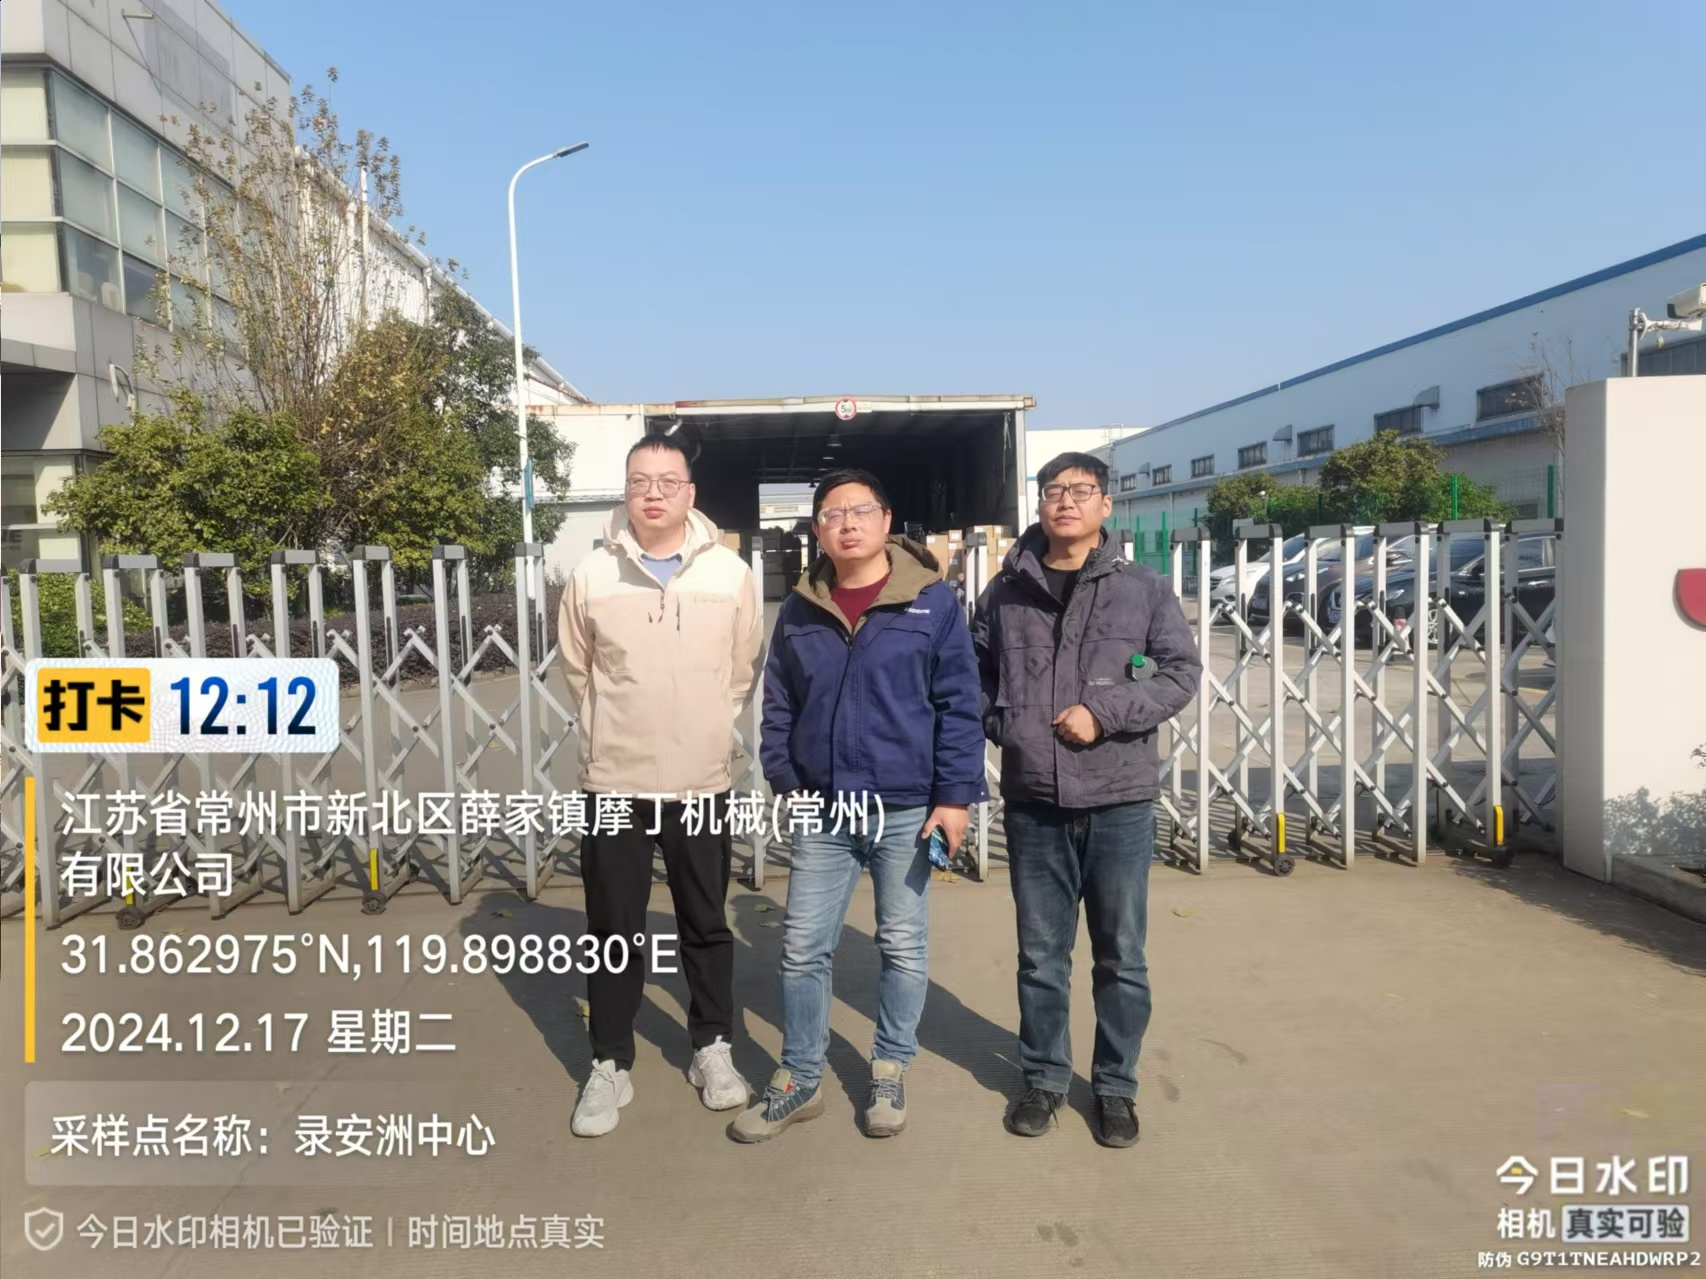 打卡 12:12
江苏省常州市新北区薛家镇摩丁机械(常州)
有限公司
31.862975°N,119.898830°E
2024.12.17 星期二
采样点名称：录安洲中心
今日水印相机已验证 | 时间地点真实
今日水印
相机 真实可验
防伪 G9T1TNEAHDWRP2